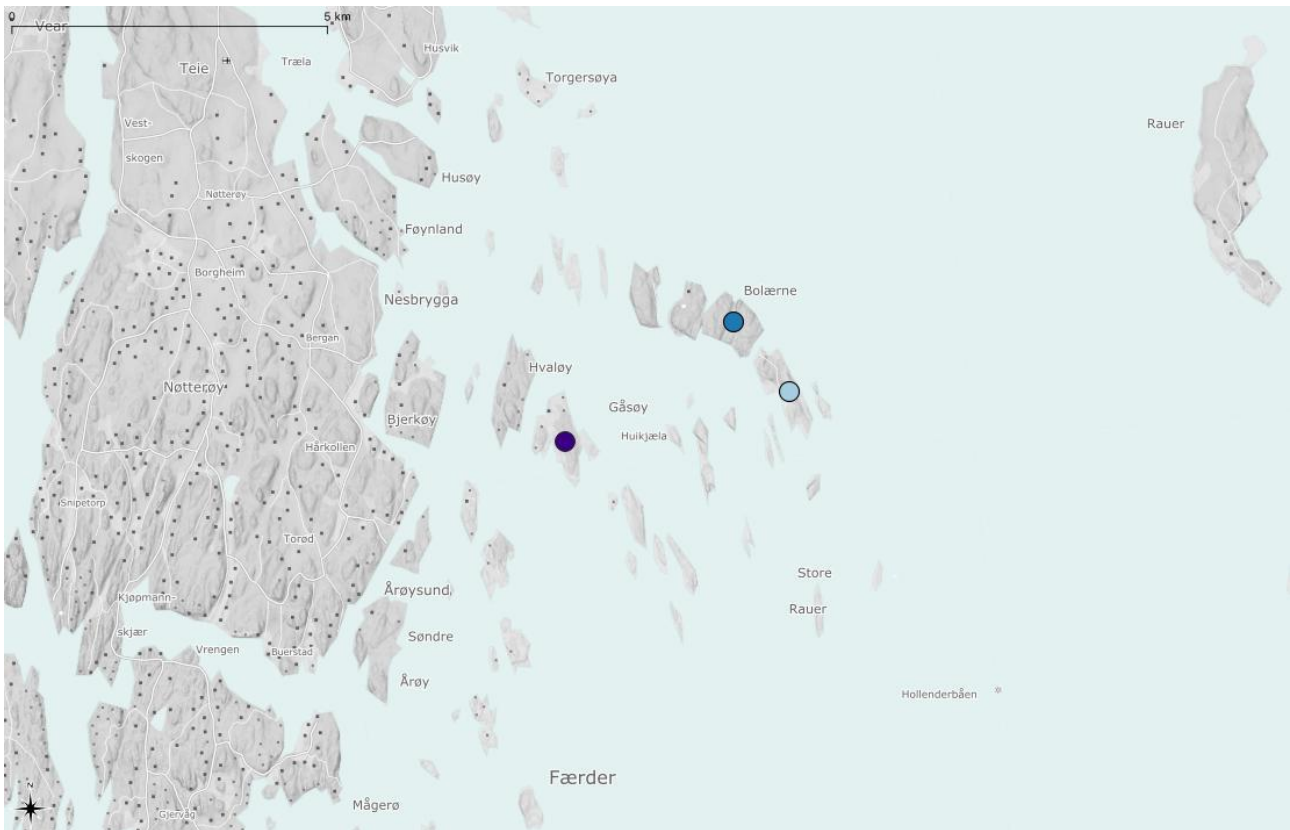 0
5 km
Vear
Husvik
Teie
Træla
Torgersøya
Rauer
Vest-
skogen
Husøy
Nøtterøy
Føynland
Borgheim
Nesbrygga
Bolærne
Bergan
Hvaløy
Nøtterøy
Gåsøy
Bjerkøy
Huikjæla
Hårkollen
Snipetorp
Torød
Store
Årøysund
Kjøpmann-
Rauer
skjær
Søndre
Vrengen
Buerstad
Årøy
Hollenderbåen
Færder
N
Mågerø
Gjervåg